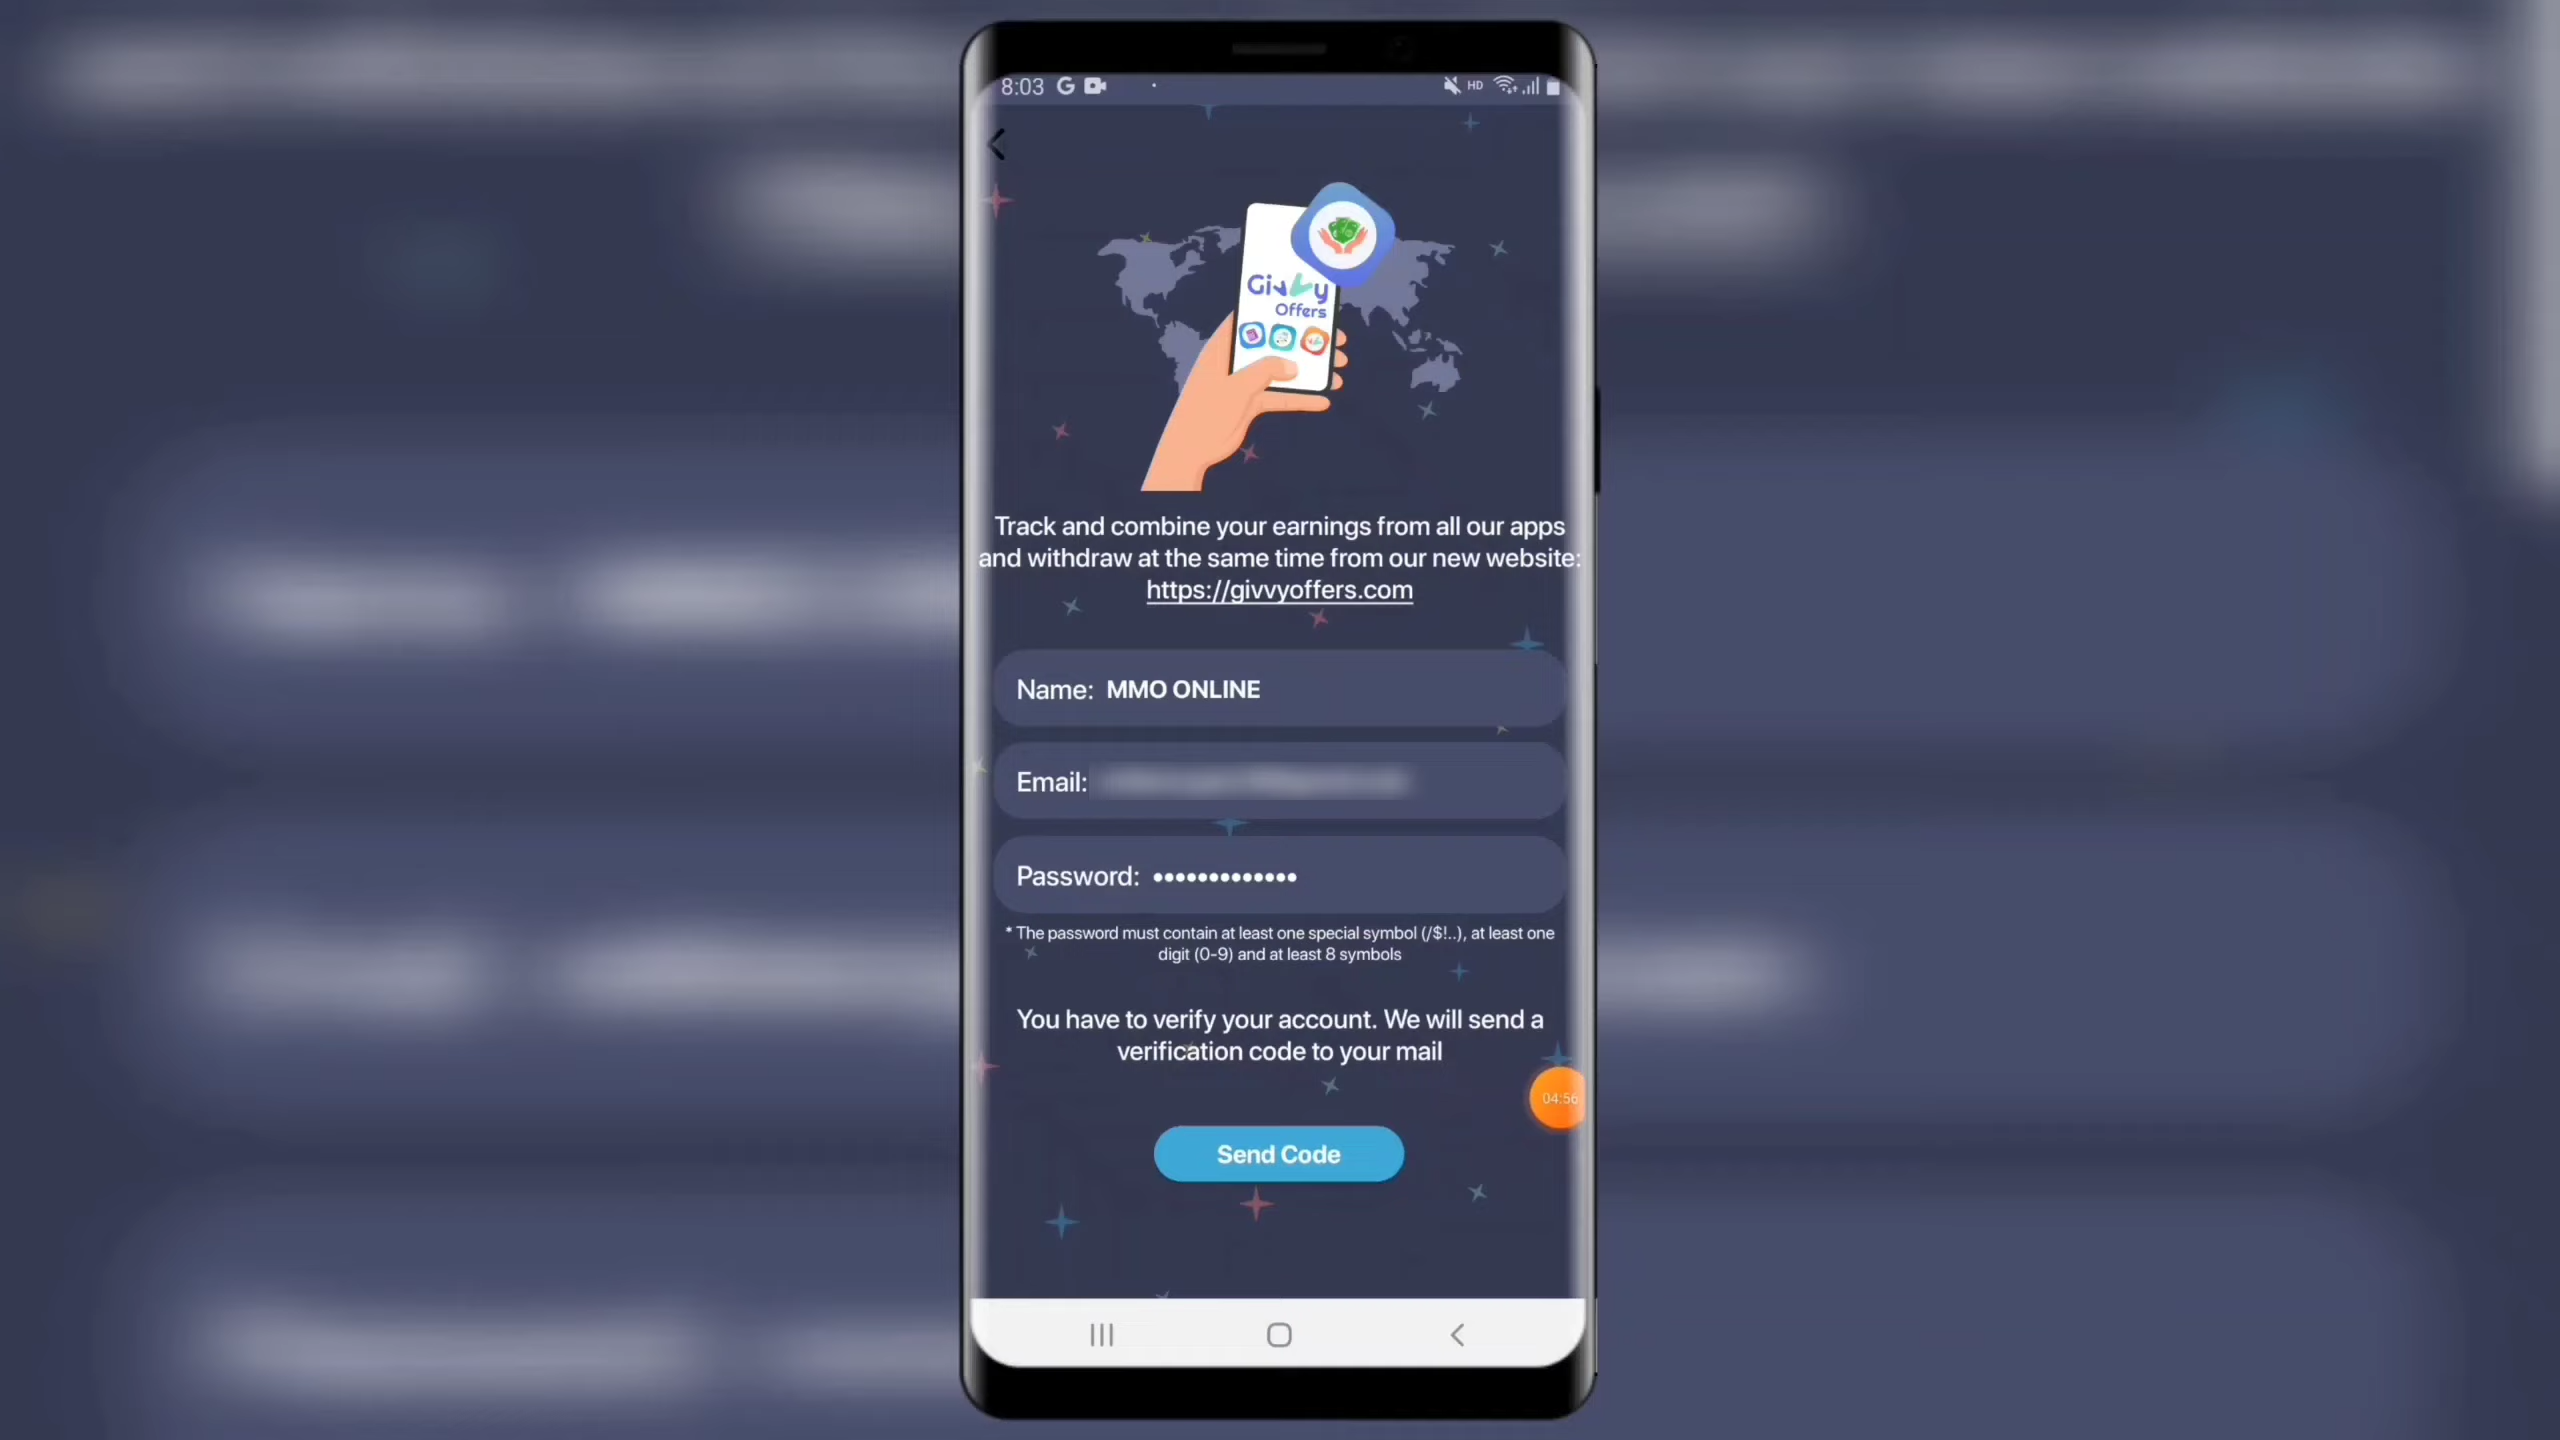 8:03
HD
Givvy
Offers
Track and combine your earnings from all our apps
and withdraw at the same time from our new website:
https://givvyoffers.com
Name: MMO ONLINE
Email:
Password: •••••••••••••
* The password must contain at least one special symbol (/$!..), at least one
digit (0-9) and at least 8 symbols
You have to verify your account. We will send a
verification code to your mail
04:56
Send Code